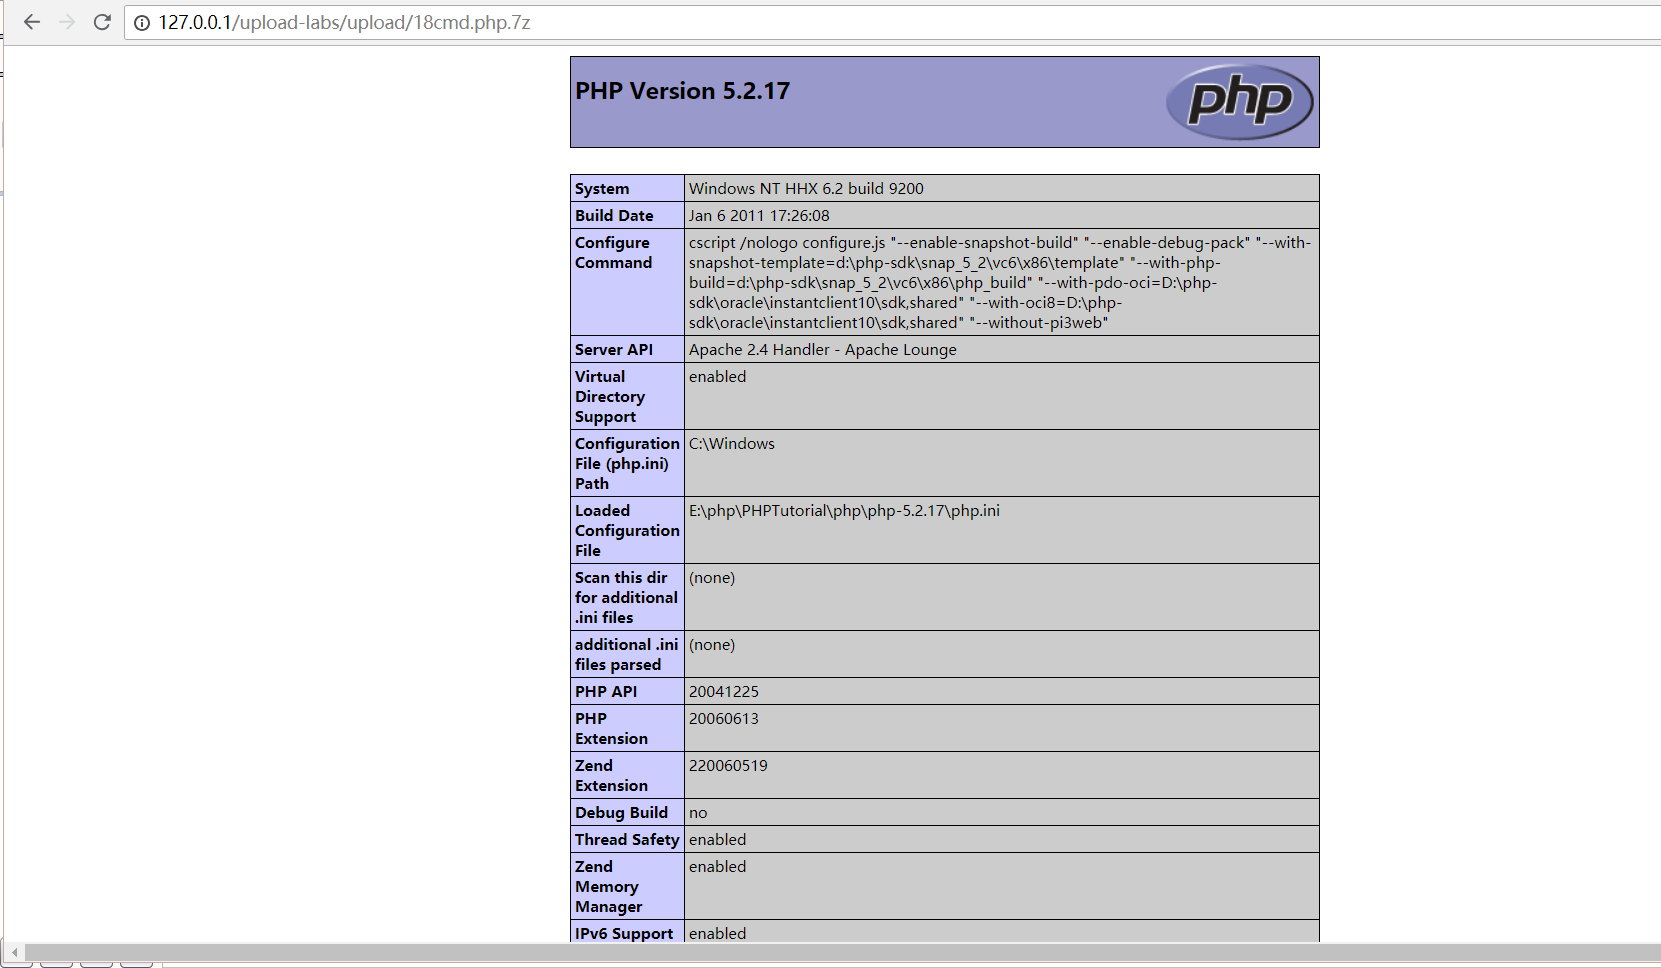 127.0.0.1/upload-labs/upload/18cmd.php.7z
PHP Version 5.2.17
php
System Windows NT HHX 6.2 build 9200
Build Date Jan 6 2011 17:26:08
Configure Command cscript /nologo configure.js "--enable-snapshot-build" "--enable-debug-pack" "--with-
snapshot-template=d:\php-sdk\snap_5_2\vc6\x86\template" "--with-php-
build=d:\php-sdk\snap_5_2\vc6\x86\php_build" "--with-pdo-oci=D:\php-
sdk\oracle\instantclient10\sdk,shared" "--with-oci8=D:\php-
sdk\oracle\instantclient10\sdk,shared" "--without-pi3web"
Server API Apache 2.4 Handler - Apache Lounge
Virtual Directory Support enabled
Configuration File (php.ini) Path C:\Windows
Loaded Configuration File E:\php\PHPTutorial\php\php-5.2.17\php.ini
Scan this dir for additional .ini files (none)
additional .ini files parsed (none)
PHP API 20041225
PHP Extension 20060613
Zend Extension 220060519
Debug Build no
Thread Safety enabled
Zend Memory Manager enabled
IPv6 Support enabled